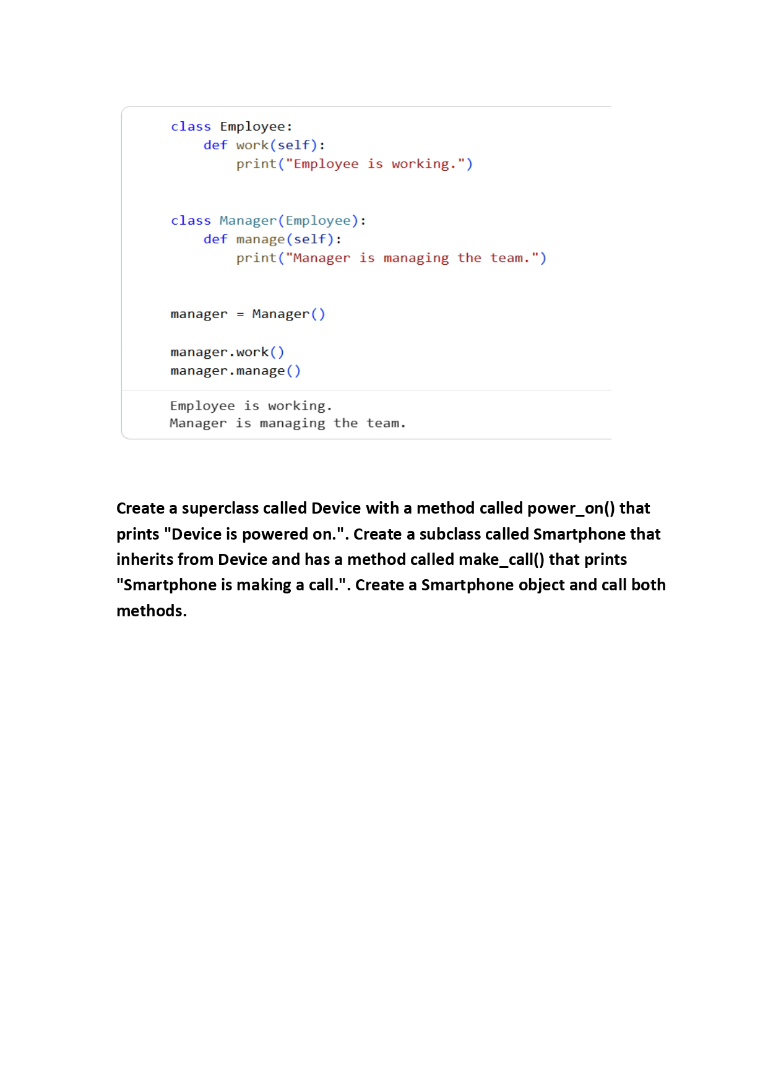 class Employee:
    def work(self):
        print("Employee is working.")
class Manager(Employee):
    def manage(self):
        print("Manager is managing the team.")
manager = Manager()
manager.work()
manager.manage()
Employee is working.
Manager is managing the team.
Create a superclass called Device with a method called power_on() that
prints "Device is powered on.". Create a subclass called Smartphone that
inherits from Device and has a method called make_call() that prints
"Smartphone is making a call.". Create a Smartphone object and call both
methods.